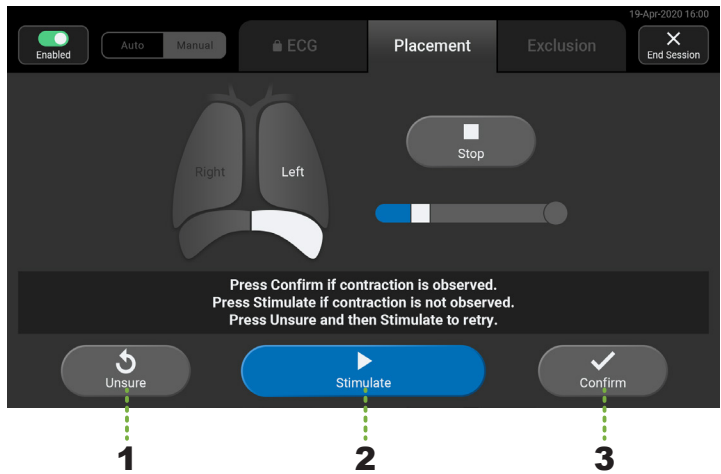 19-Apr-2020 16:00
Enabled
Auto
Manual
ECG
Placement
Exclusion
End Session
Right
Left
Stop
Press Confirm if contraction is observed.
Press Stimulate if contraction is not observed.
Press Unsure and then Stimulate to retry.
Unsure
Stimulate
Confirm
1
2
3